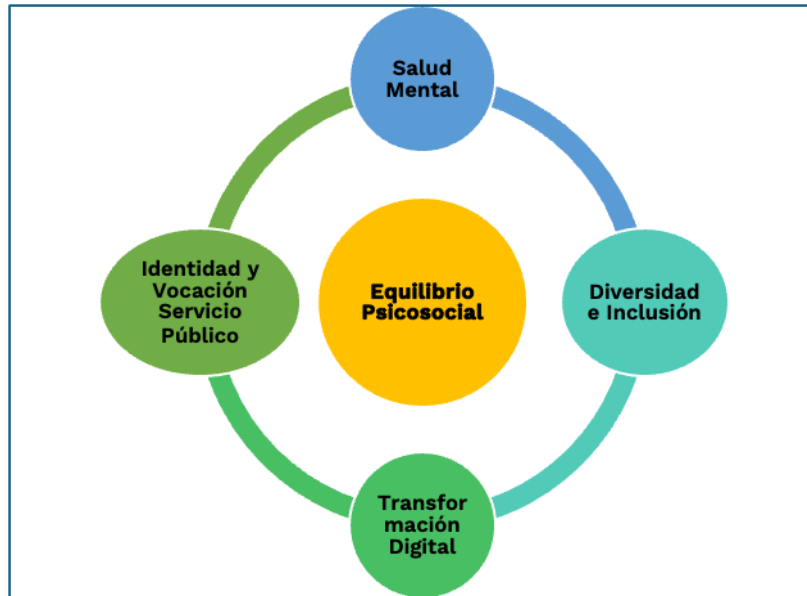 Salud
Mental
Identidad y
Vocación
Servicio
Público
Equilibrio
Psicosocial
Diversidad
e Inclusión
Transfor
mación
Digital